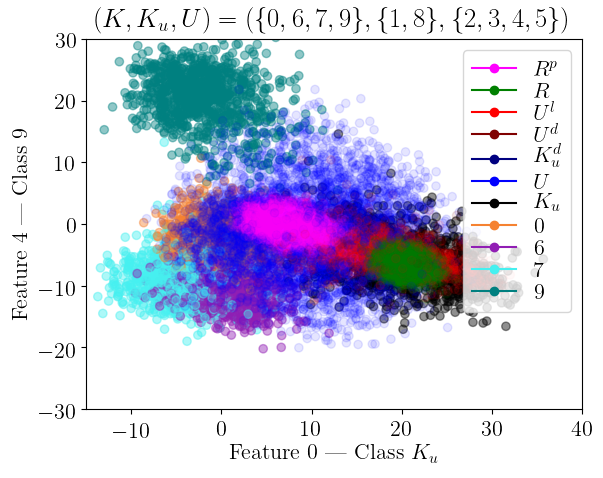 (K, K_u, U) = ({0, 6, 7, 9}, {1, 8}, {2, 3, 4, 5})
30
20
10
0
−10
−20
−30
Feature 4 — Class 9
R^p
R
U^l
U^d
K_u^d
U
K_u
0
6
7
9
−10
0
10
20
30
40
Feature 0 — Class K_u